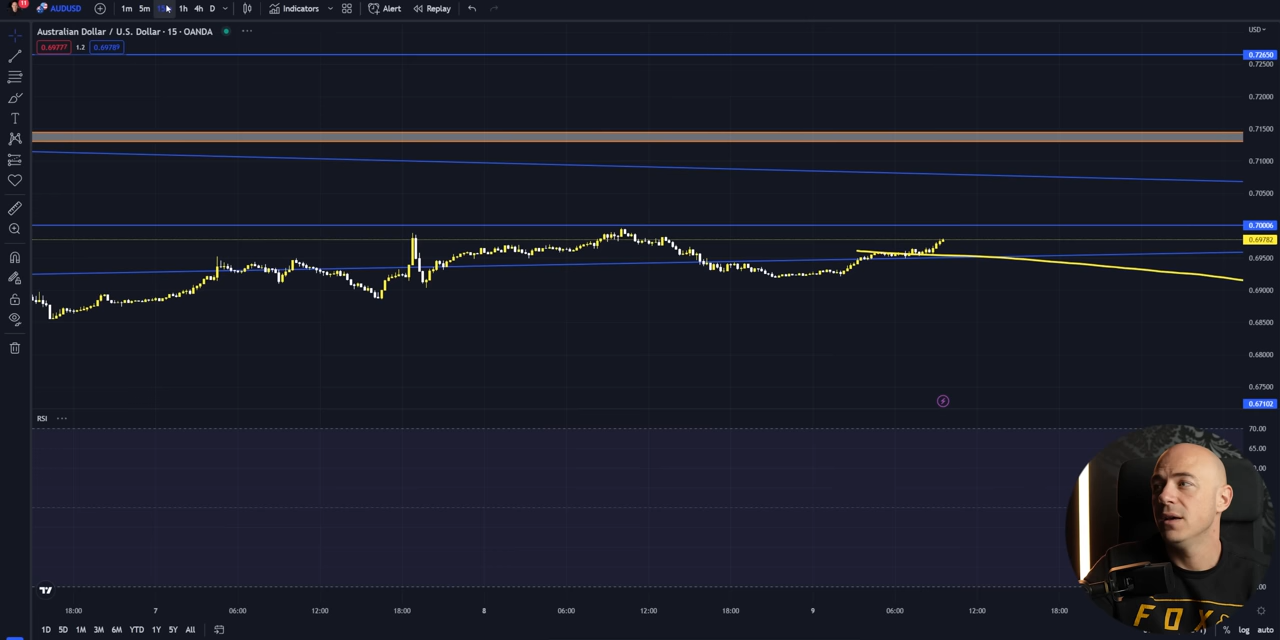 11
AUDUSD 1m 5m 15m 1h 4h D Indicators Alert Replay
Australian Dollar / U.S. Dollar · 15 · OANDA
USD
0.69777 1.2 0.69789
0.72650
0.72500
0.72000
0.71500
0.71000
0.70500
0.70006
0.69782
0.69500
0.69000
0.68500
0.68000
0.67500
0.67102
RSI
70.00
65.00
18:00 7 06:00 12:00 18:00 8 06:00 12:00 18:00 9 06:00 12:00 18:00
1D 5D 1M 3M 6M YTD 1Y 5Y All % log auto
FOX